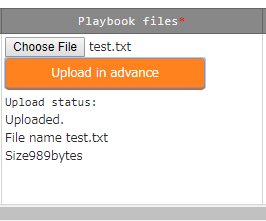 Playbook files*
Choose File test.txt
Upload in advance
Upload status:
Uploaded.
File name test.txt
Size989bytes